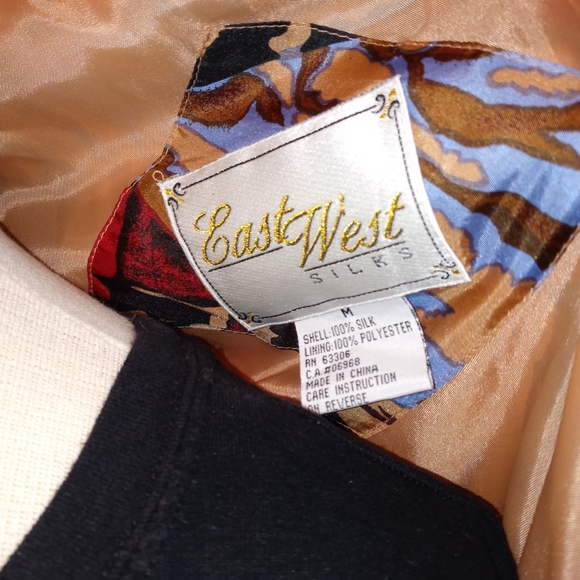 East West
SILKS
M
SHELL:100% SILK
LINING:100% POLYESTER
RN 63306
C.A.#06968
MADE IN CHINA
CARE INSTRUCTION
ON REVERSE